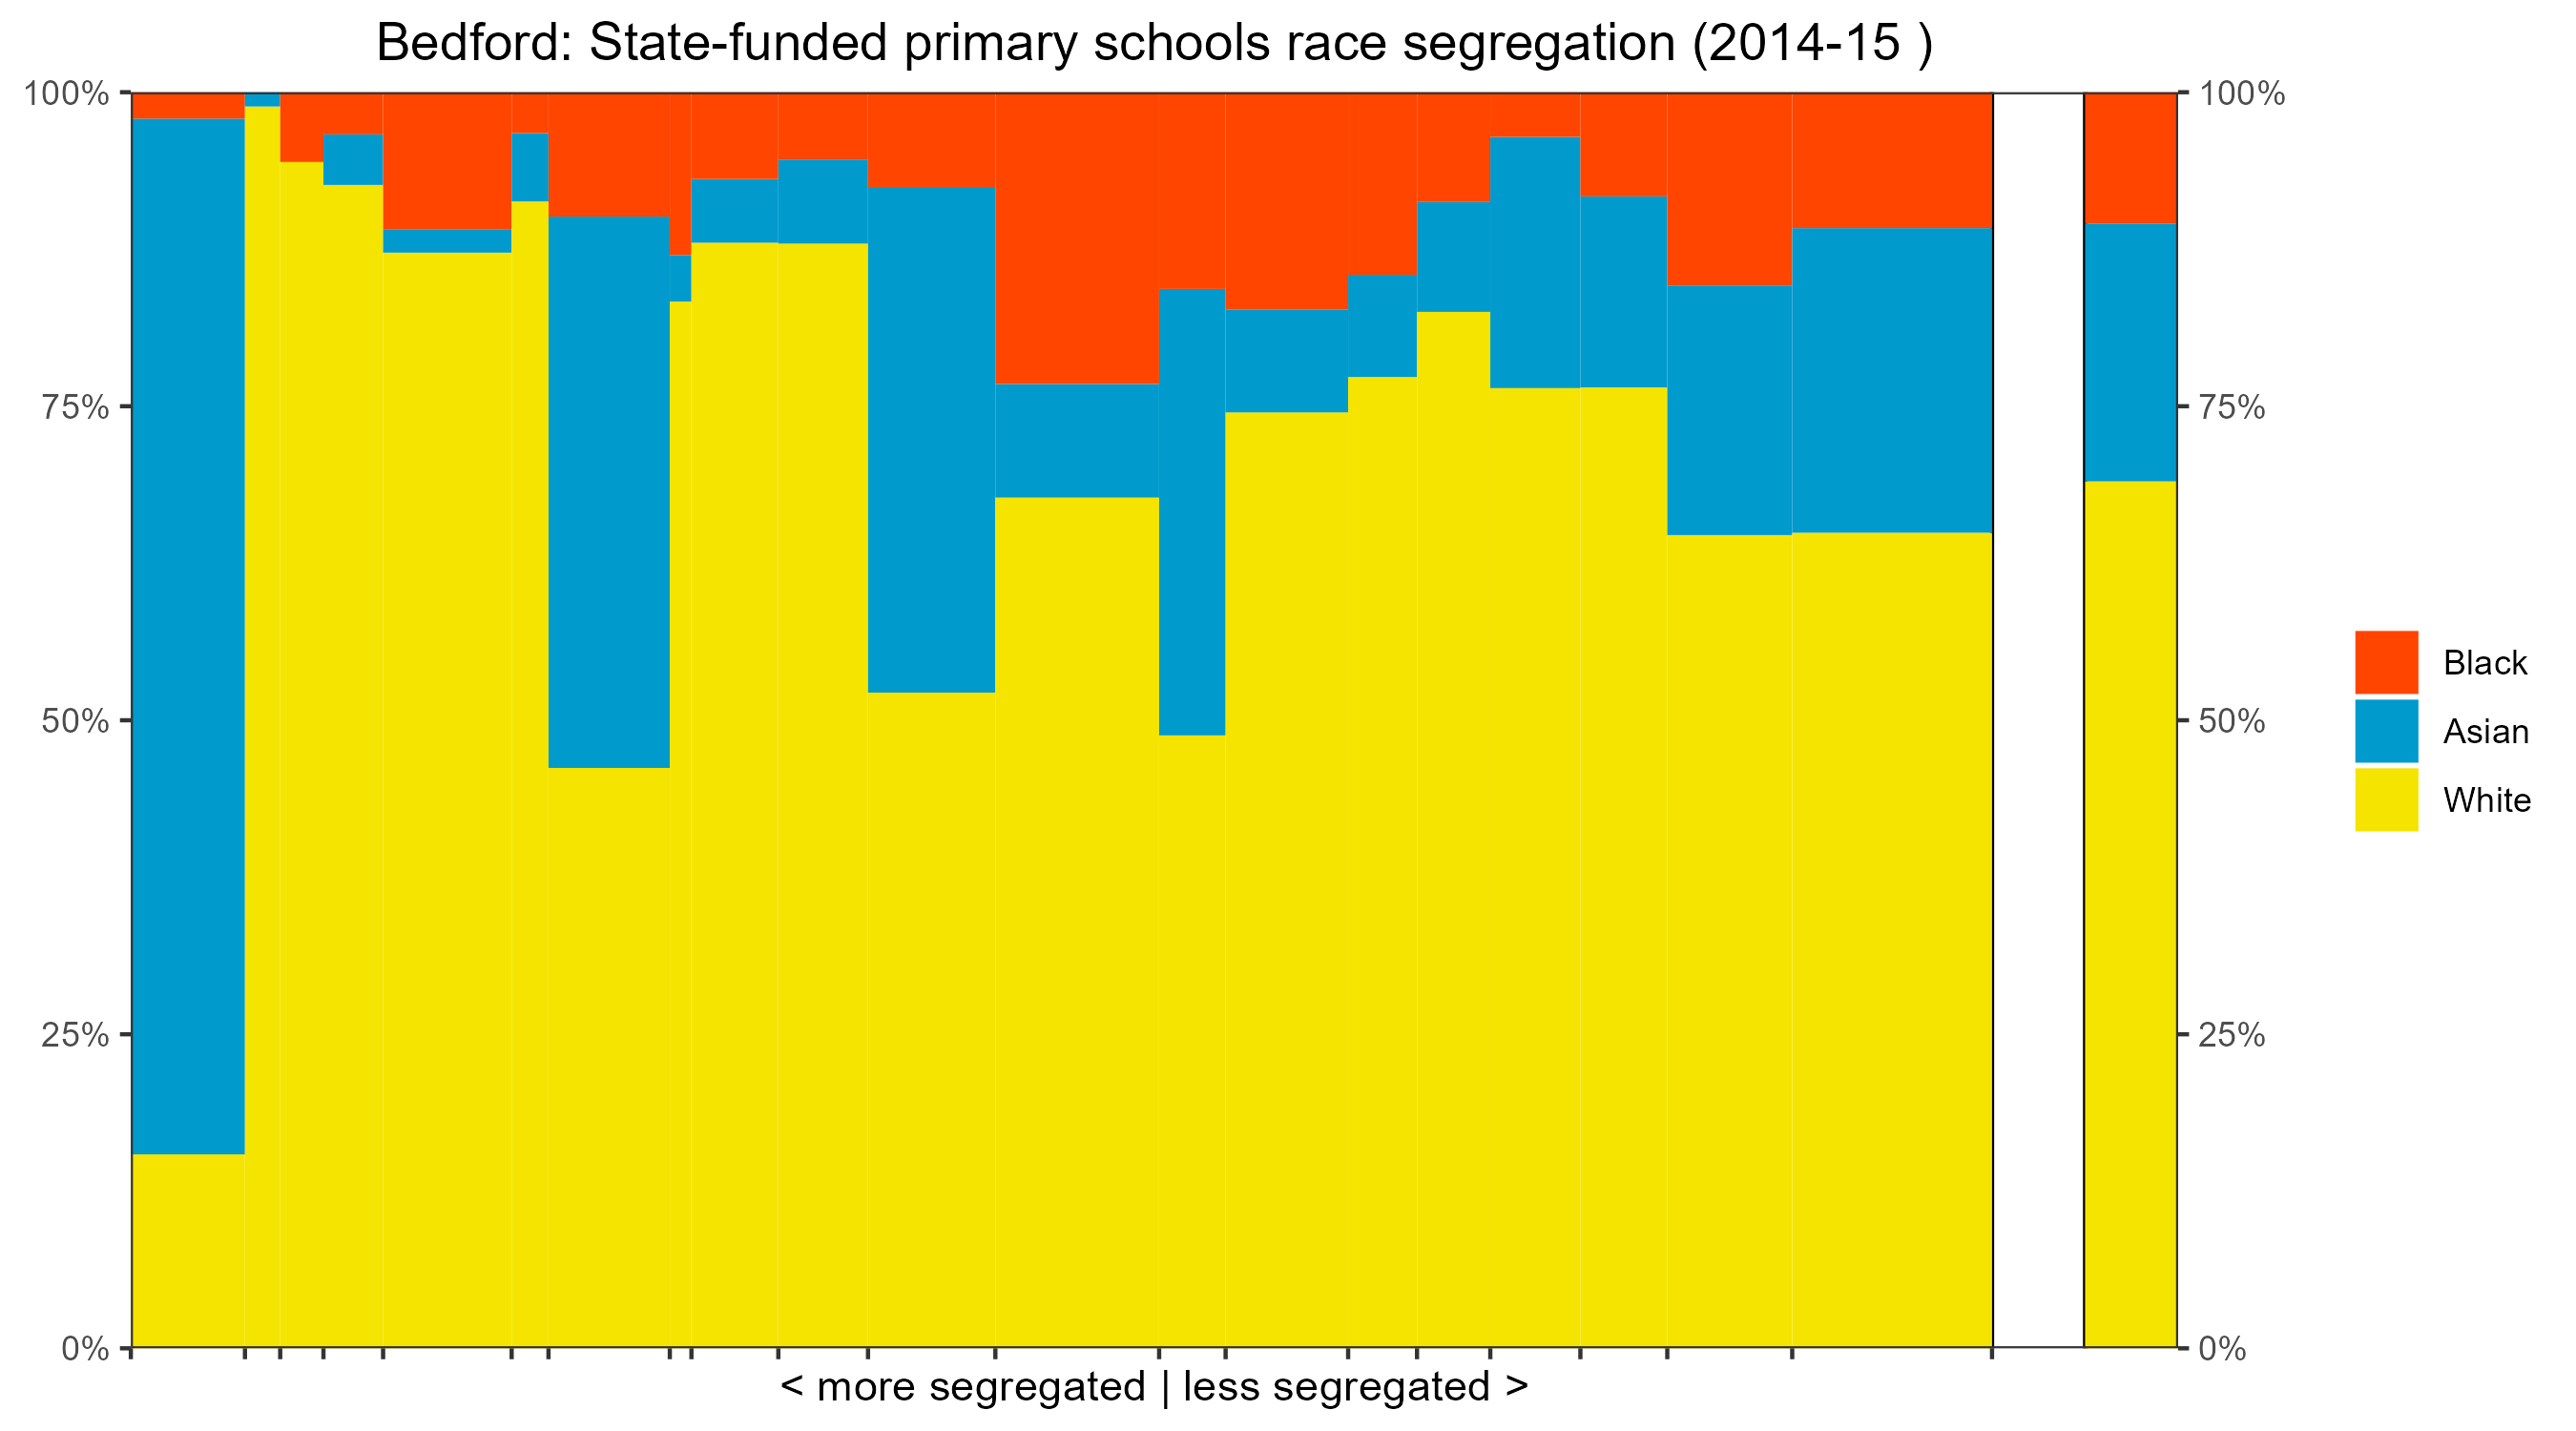 Bedford: State-funded primary schools race segregation (2014-15 )
100%
75%
50%
25%
0%
100%
75%
50%
25%
0%
Black
Asian
White
< more segregated | less segregated >